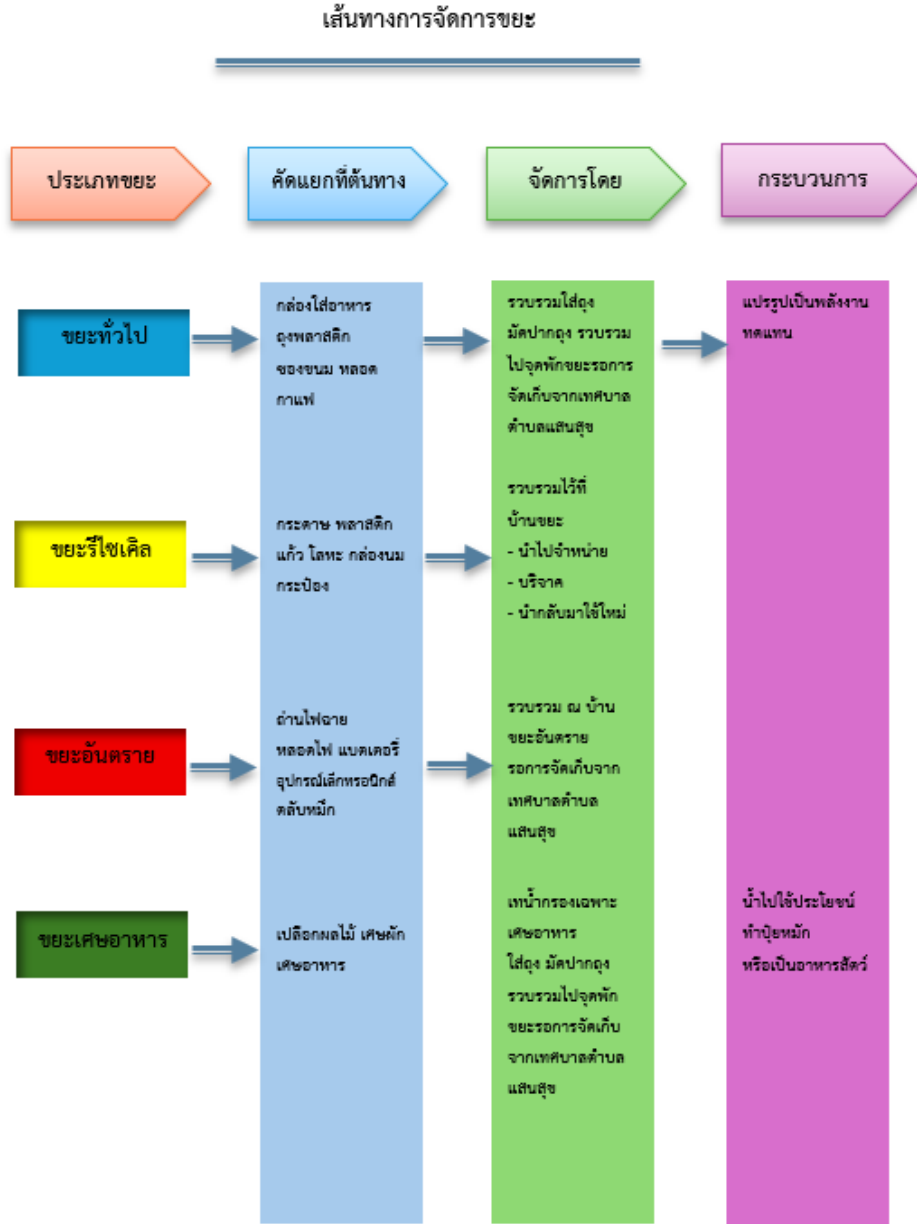 เส้นทางการจัดการขยะ
ประเภทขยะ
คัดแยกที่ต้นทาง
จัดการโดย
กระบวนการ
ขยะทั่วไป
กล่องใส่อาหาร
ถุงพลาสติก
ซองขนม หลอด
กาแฟ
รวบรวมใส่ถุง
มัดปากถุง รวบรวม
ไปจุดพักขยะรอการ
จัดเก็บจากเทศบาล
ตำบลแสนสุข
แปรรูปเป็นพลังงาน
ทดแทน
ขยะรีไซเคิล
กระดาษ พลาสติก
แก้ว โลหะ กล่องนม
กระป๋อง
รวบรวมไว้ที่
บ้านขยะ
- นำไปจำหน่าย
- บริจาค
- นำกลับมาใช้ใหม่
ขยะอันตราย
ถ่านไฟฉาย
หลอดไฟ แบตเตอรี่
อุปกรณ์เล็กทรอนิกส์
ตลับหมึก
รวบรวม ณ บ้าน
ขยะอันตราย
รอการจัดเก็บจาก
เทศบาลตำบล
แสนสุข
ขยะเศษอาหาร
เปลือกผลไม้ เศษผัก
เศษอาหาร
เทน้ำกรองเฉพาะ
เศษอาหาร
ใส่ถุง มัดปากถุง
รวบรวมไปจุดพัก
ขยะรอการจัดเก็บ
จากเทศบาลตำบล
แสนสุข
น้ำไปใช้ประโยชน์
ทำปุ๋ยหมัก
หรือเป็นอาหารสัตว์